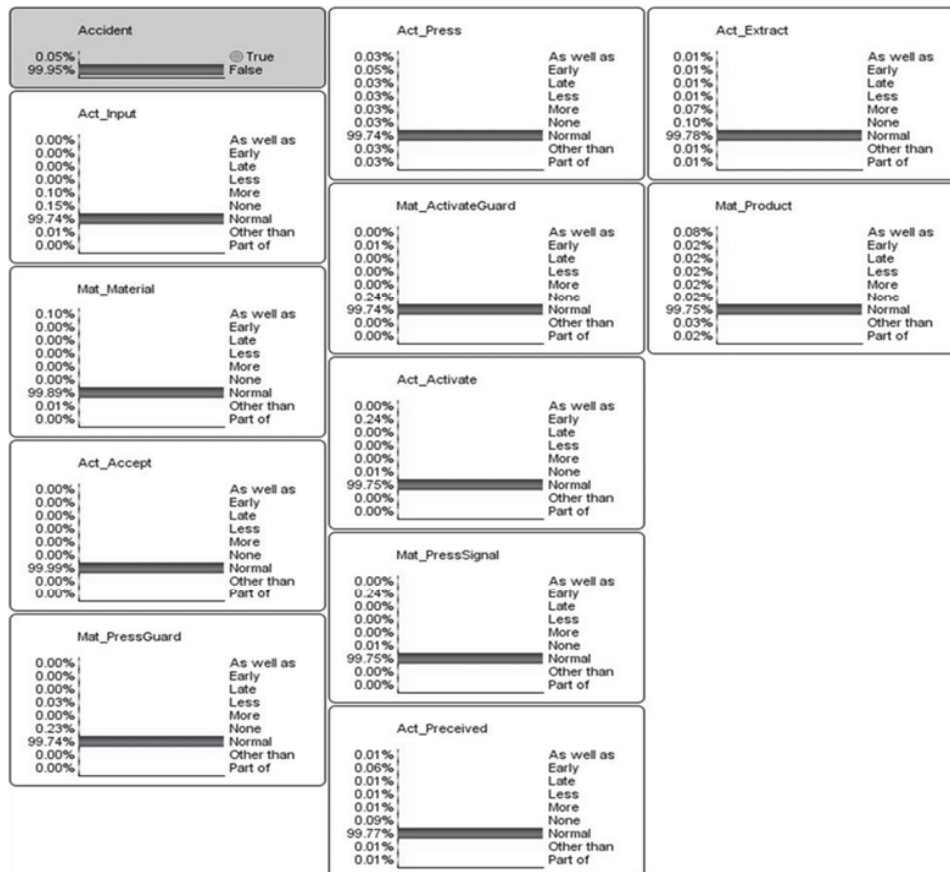 Accident
0.05% True
99.95% False
Act_Input
0.00% As well as
0.00% Early
0.00% Late
0.00% Less
0.10% More
0.15% None
99.74% Normal
0.01% Other than
0.00% Part of
Mat_Material
0.10% As well as
0.00% Early
0.00% Late
0.00% Less
0.00% More
0.00% None
99.89% Normal
0.01% Other than
0.00% Part of
Act_Accept
0.00% As well as
0.00% Early
0.00% Late
0.00% Less
0.00% More
0.00% None
99.99% Normal
0.00% Other than
0.00% Part of
Mat_PressGuard
0.00% As well as
0.00% Early
0.00% Late
0.03% Less
0.00% More
0.23% None
99.74% Normal
0.00% Other than
0.00% Part of
Act_Press
0.03% As well as
0.05% Early
0.03% Late
0.03% Less
0.03% More
0.03% None
99.74% Normal
0.03% Other than
0.03% Part of
Mat_ActivateGuard
0.00% As well as
0.01% Early
0.00% Late
0.00% Less
0.00% More
0.24% None
99.74% Normal
0.00% Other than
0.00% Part of
Act_Activate
0.00% As well as
0.24% Early
0.00% Late
0.00% Less
0.00% More
0.01% None
99.75% Normal
0.00% Other than
0.00% Part of
Mat_PressSignal
0.00% As well as
0.24% Early
0.00% Late
0.00% Less
0.00% More
0.01% None
99.75% Normal
0.00% Other than
0.00% Part of
Act_Preceived
0.01% As well as
0.06% Early
0.01% Late
0.01% Less
0.01% More
0.09% None
99.77% Normal
0.01% Other than
0.01% Part of
Act_Extract
0.01% As well as
0.01% Early
0.01% Late
0.01% Less
0.07% More
0.10% None
99.78% Normal
0.01% Other than
0.01% Part of
Mat_Product
0.08% As well as
0.02% Early
0.02% Late
0.02% Less
0.02% More
0.02% None
99.75% Normal
0.03% Other than
0.02% Part of